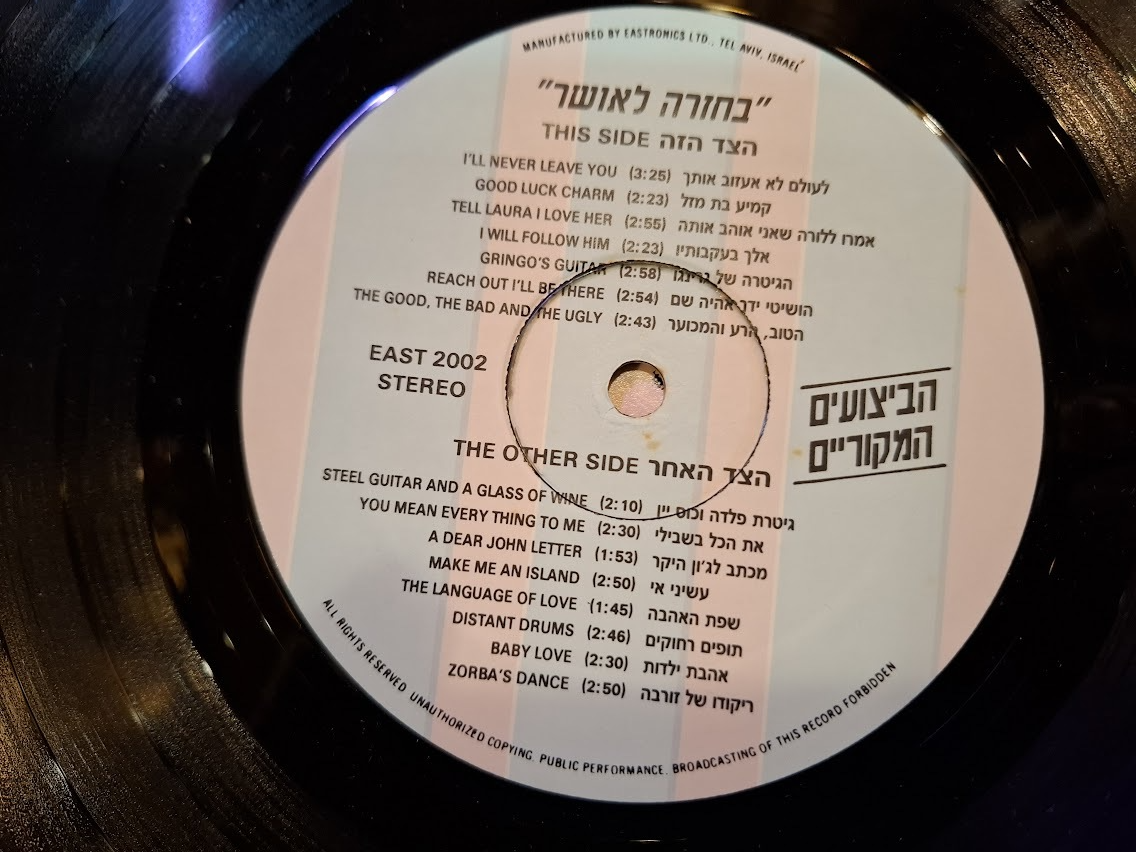 MANUFACTURED BY EASTRONICS LTD., TEL AVIV, ISRAEL
"בחזרה לאושר"
THIS SIDE הצד הזה
I'LL NEVER LEAVE YOU (3:25) לעולם לא אעזוב אותך
GOOD LUCK CHARM (2:23) קמיע בת מזל
TELL LAURA I LOVE HER (2:55) אמרו ללורה שאני אוהב אותה
I WILL FOLLOW HIM (2:23) אלך בעקבותיו
GRINGO'S GUITAR (2:58) הגיטרה של גרינגו
REACH OUT I'LL BE THERE (2:54) הושיטי ידך אהיה שם
THE GOOD, THE BAD AND THE UGLY (2:43) הטוב, הרע והמכוער
EAST 2002
STEREO
הביצועים
המקוריים
THE OTHER SIDE הצד האחר
STEEL GUITAR AND A GLASS OF WINE (2:10) גיטרת פלדה וכוס יין
YOU MEAN EVERY THING TO ME (2:30) את הכל בשבילי
A DEAR JOHN LETTER (1:53) מכתב לג'ון היקר
MAKE ME AN ISLAND (2:50) עשיני אי
THE LANGUAGE OF LOVE (1:45) שפת האהבה
DISTANT DRUMS (2:46) תופים רחוקים
BABY LOVE (2:30) אהבת ילדות
ZORBA'S DANCE (2:50) ריקודו של זורבה
ALL RIGHTS RESERVED UNAUTHORIZED COPYING. PUBLIC PERFORMANCE. BROADCASTING OF THIS RECORD FORBIDDEN